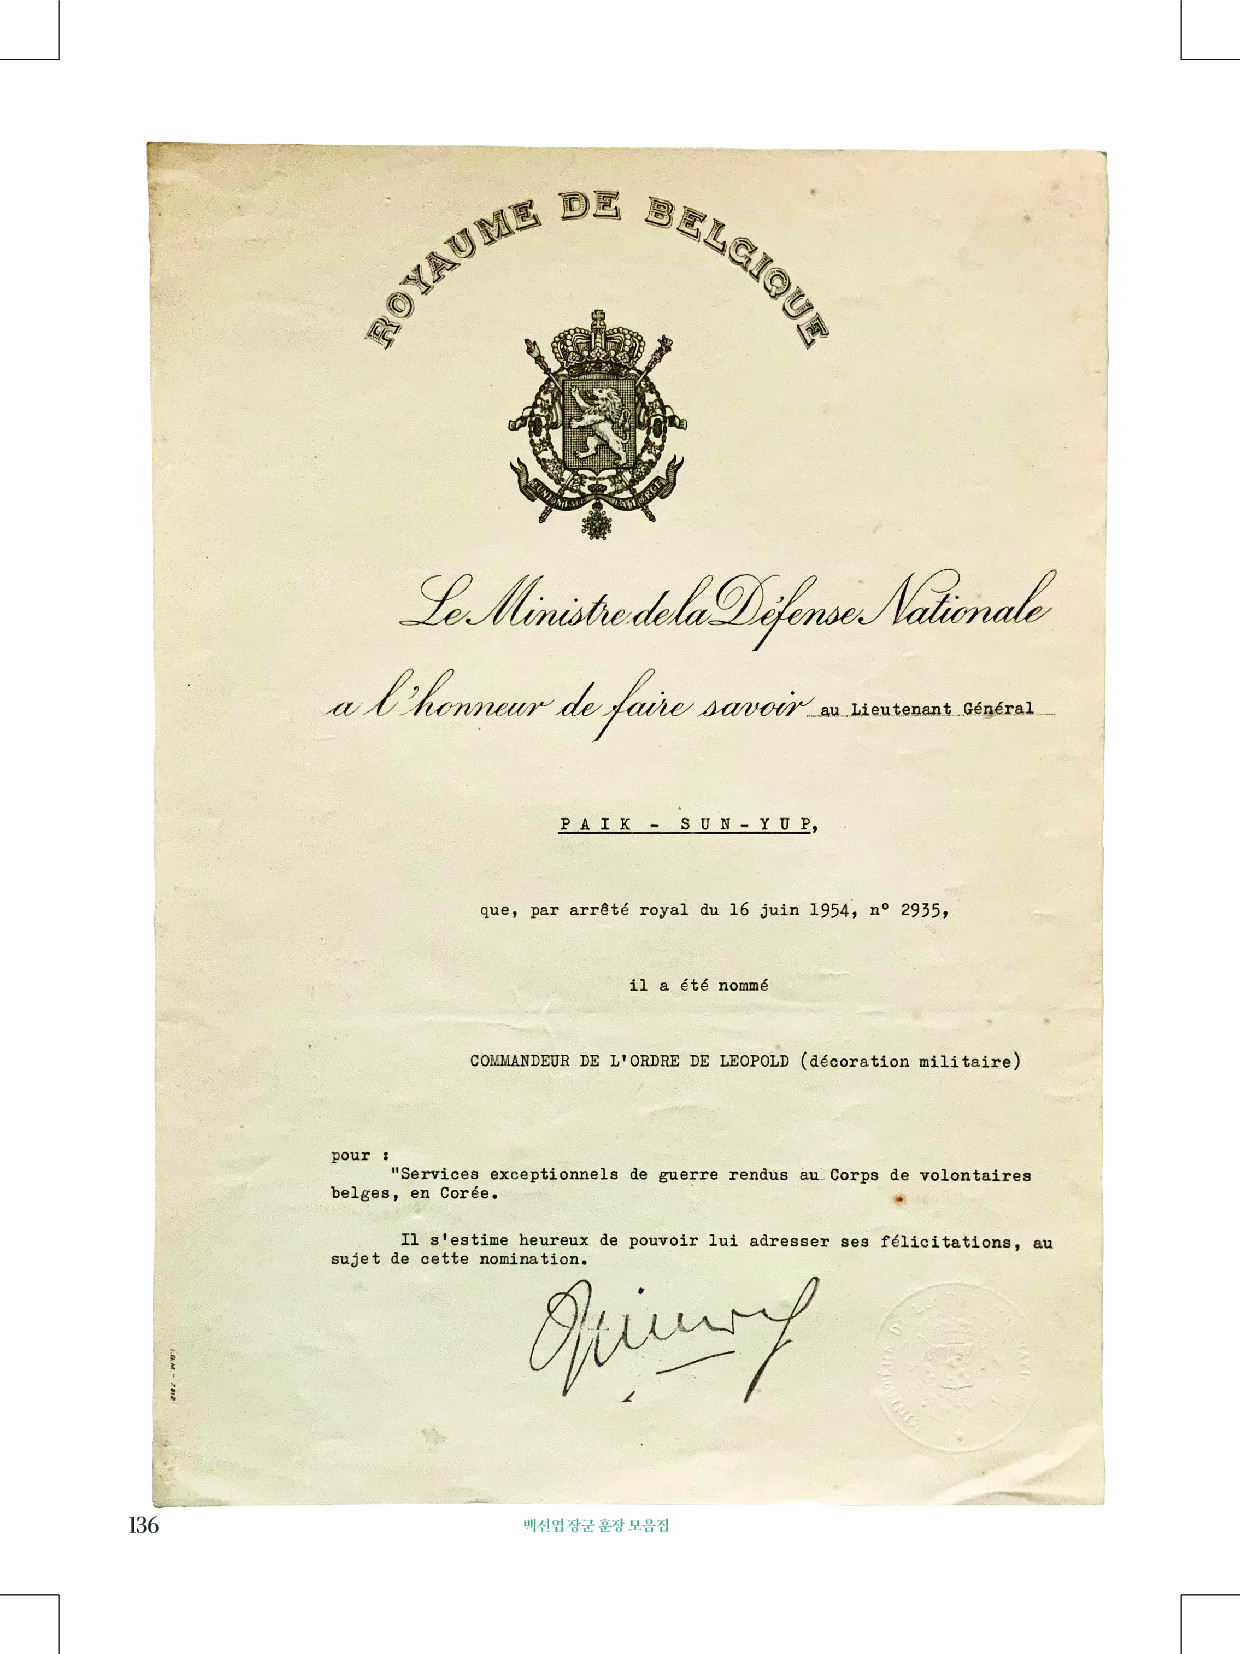 ROYAUME DE BELGIQUE
Le Ministre de la Défense Nationale
a l'honneur de faire savoir au Lieutenant Général
PAIK - SUN-YUP,
que, par arrêté royal du 16 juin 1954, n° 2935,
il a été nommé
COMMANDEUR DE L'ORDRE DE LEOPOLD (décoration militaire)
pour :
"Services exceptionnels de guerre rendus au Corps de volontaires
belges, en Corée.
Il s'estime heureux de pouvoir lui adresser ses félicitations, au
sujet de cette nomination.
136
백선엽 장군 훈장 모음집